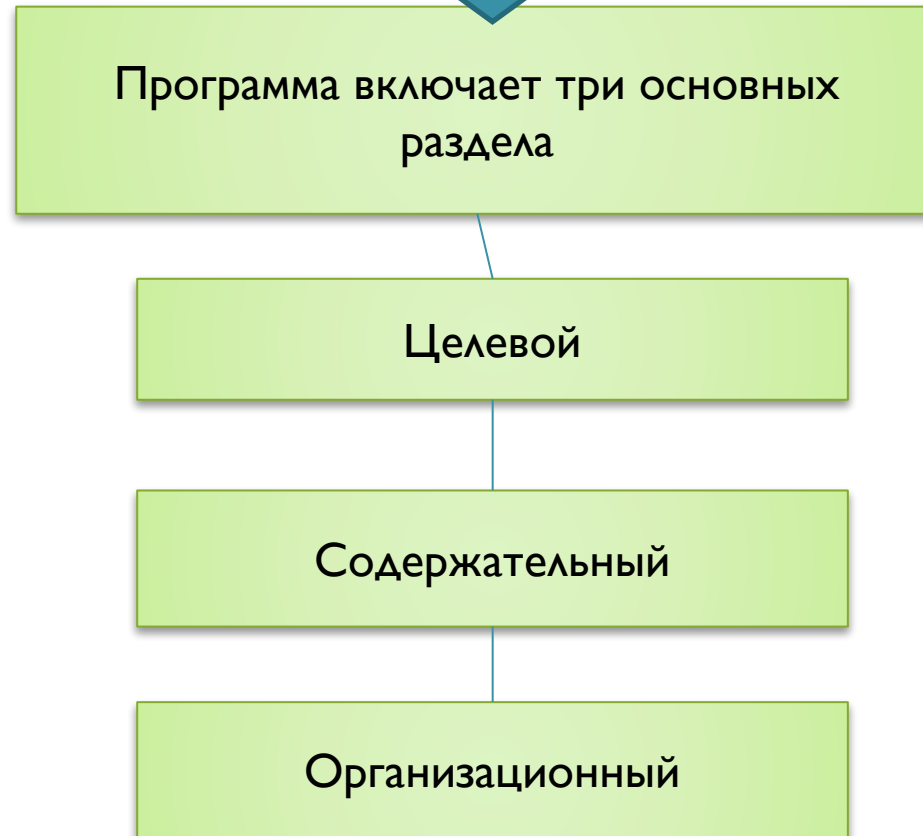 Программа включает три основных
раздела
Целевой
Содержательный
Организационный